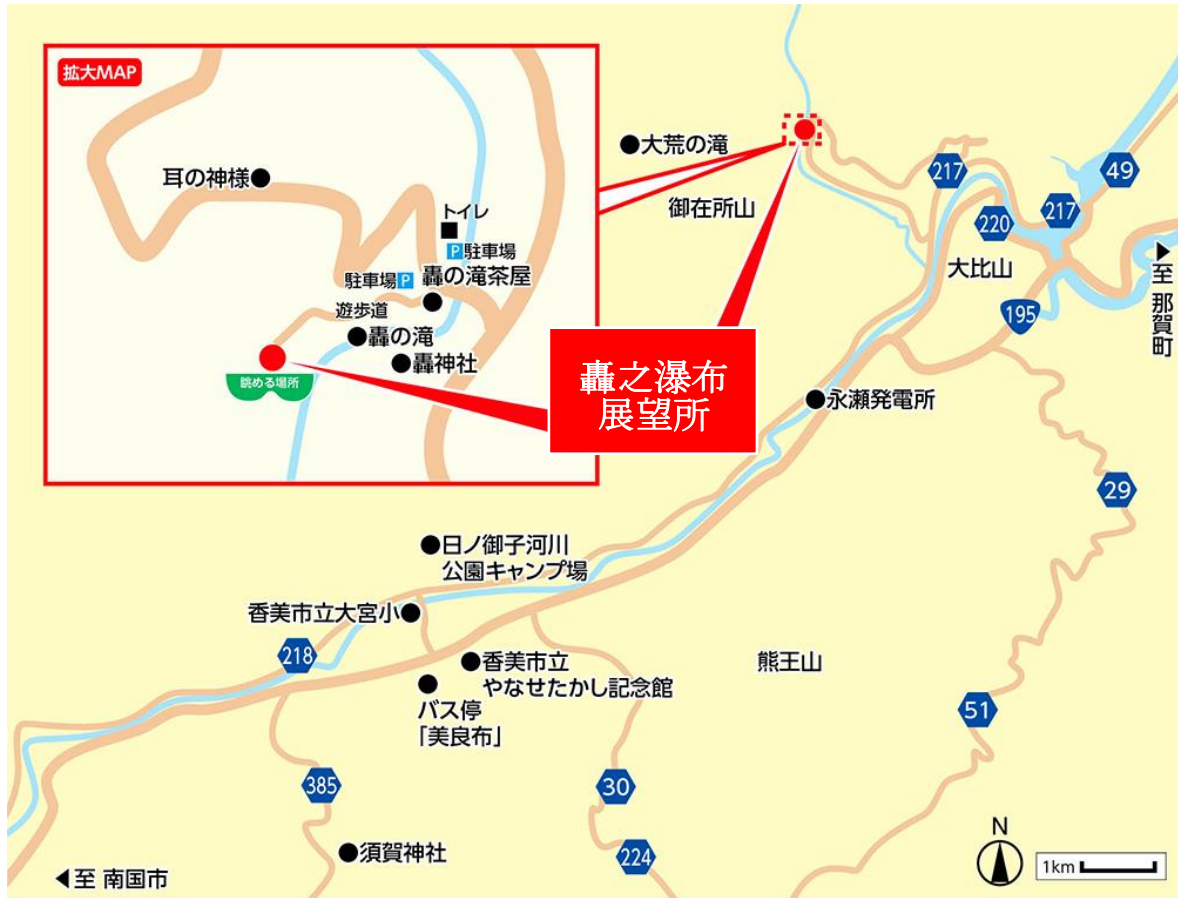 拡大MAP
耳の神様
トイレ
P駐車場
駐車場P
轟の滝茶屋
遊歩道
轟の滝
轟神社
眺める場所
轟之瀑布
展望所
大荒の滝
御在所山
217
49
217
220
大比山
195
至 那賀町
永瀬発電所
29
日ノ御子河川
公園キャンプ場
香美市立大宮小
218
香美市立
やなせたかし記念館
熊王山
バス停
「美良布」
51
385
30
須賀神社
224
至 南国市
N
1km